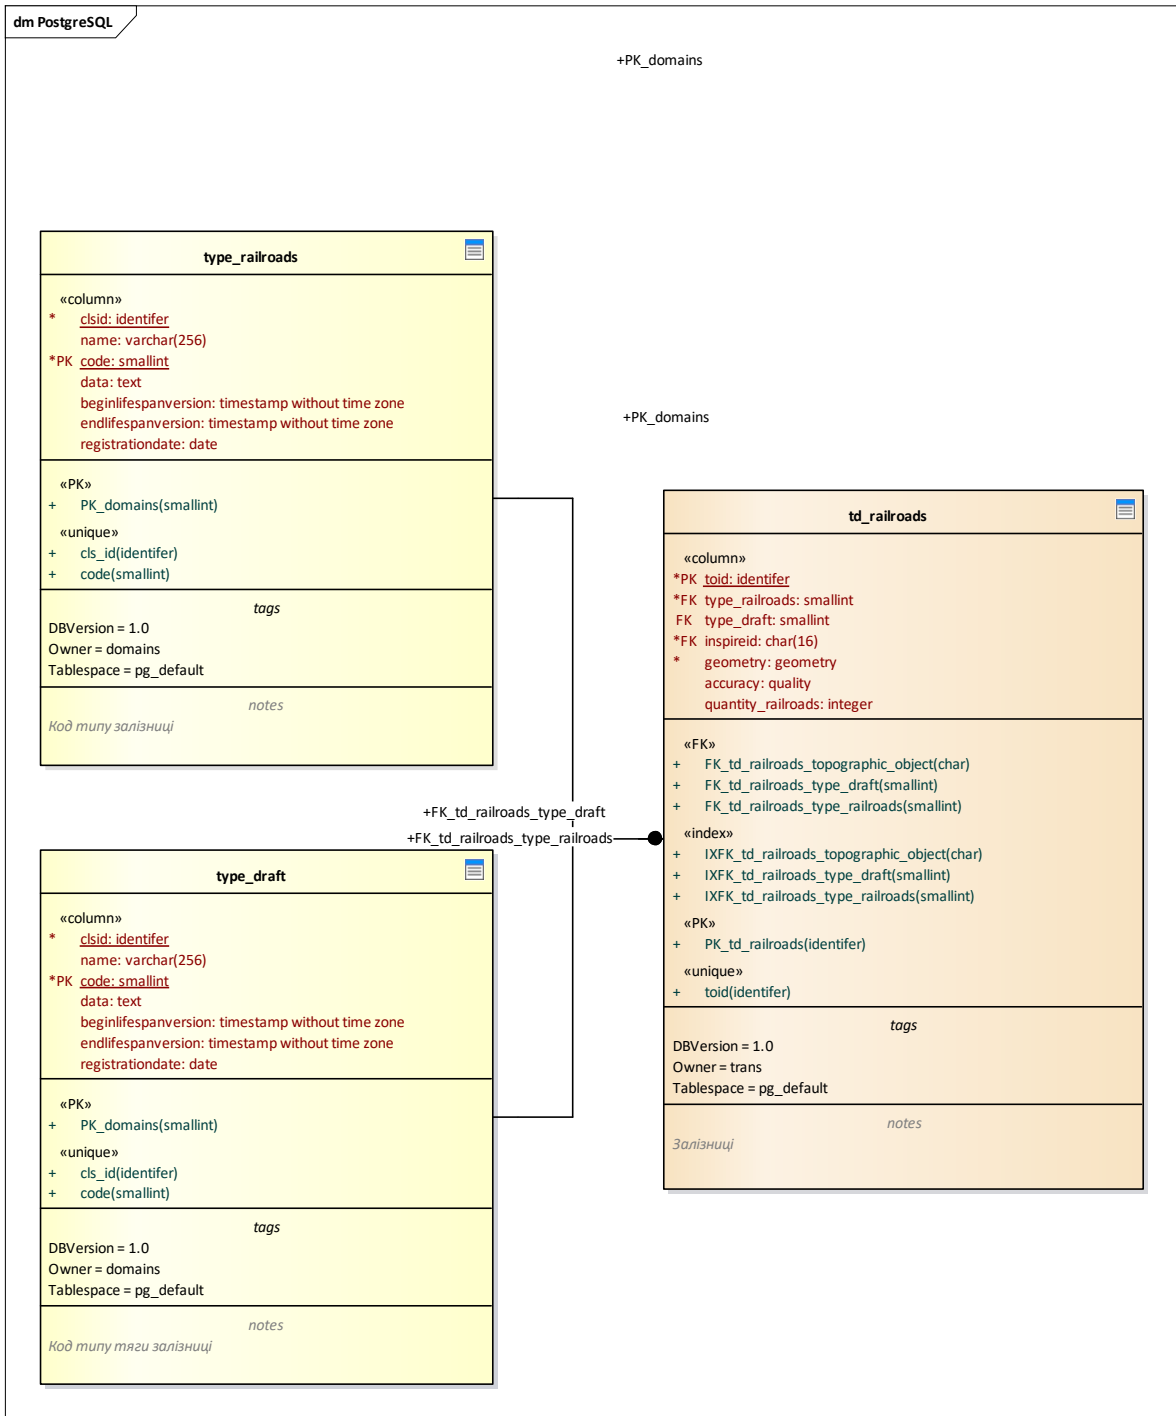 dm PostgreSQL
+PK_domains
type_railroads
«column»
* clsid: identifer
name: varchar(256)
*PK code: smallint
data: text
beginlifespanversion: timestamp without time zone
endlifespanversion: timestamp without time zone
registrationdate: date
«PK»
+ PK_domains(smallint)
«unique»
+ cls_id(identifer)
+ code(smallint)
tags
DBVersion = 1.0
Owner = domains
Tablespace = pg_default
notes
Код типу залізниці
+PK_domains
+FK_td_railroads_type_draft
+FK_td_railroads_type_railroads
type_draft
«column»
* clsid: identifer
name: varchar(256)
*PK code: smallint
data: text
beginlifespanversion: timestamp without time zone
endlifespanversion: timestamp without time zone
registrationdate: date
«PK»
+ PK_domains(smallint)
«unique»
+ cls_id(identifer)
+ code(smallint)
tags
DBVersion = 1.0
Owner = domains
Tablespace = pg_default
notes
Код типу тяги залізниці
td_railroads
«column»
*PK toid: identifer
*FK type_railroads: smallint
FK type_draft: smallint
*FK inspireid: char(16)
* geometry: geometry
accuracy: quality
quantity_railroads: integer
«FK»
+ FK_td_railroads_topographic_object(char)
+ FK_td_railroads_type_draft(smallint)
+ FK_td_railroads_type_railroads(smallint)
«index»
+ IXFK_td_railroads_topographic_object(char)
+ IXFK_td_railroads_type_draft(smallint)
+ IXFK_td_railroads_type_railroads(smallint)
«PK»
+ PK_td_railroads(identifer)
«unique»
+ toid(identifer)
tags
DBVersion = 1.0
Owner = trans
Tablespace = pg_default
notes
Залізниці